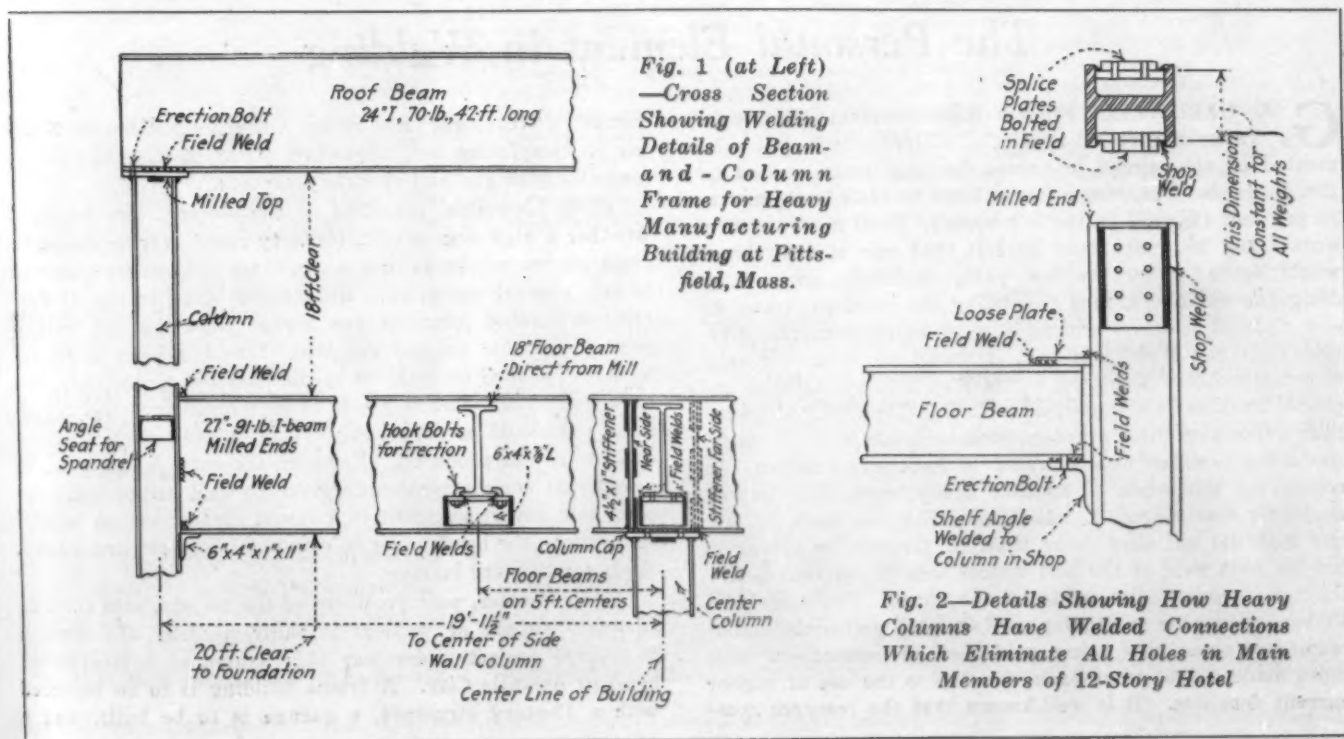 Roof Beam
24" I, 70-lb., 42-ft. long
Erection Bolt
Field Weld
Milled Top
18 ft. Clear
Column
Field Weld
Angle
Seat for
Spandrel
27"-91-lb. I-beam
Milled Ends
Field Weld
6"x4"x1"x11"
20 ft. Clear
to Foundation
18" Floor Beam
Direct from Mill
Hook Bolts
for Erection
Field Welds
Floor Beams
on 5 ft. Centers
19'-11½"
To Center of Side
Wall Column
Center Line of Building
4½"x1" Stiffener
Near Side
Field Welds
Stiffener Far Side
Column Cap
Field
Weld
Center
Column
Fig. 1 (at Left)
—Cross Section
Showing Welding
Details of Beam-
and-Column
Frame for Heavy
Manufacturing
Building at Pitts-
field, Mass.
Splice
Plates
Bolted
in Field
Shop
Weld
This Dimension
Constant for
All Weights
Milled End
Shop Weld
Loose Plate
Field Weld
Floor Beam
Field Welds
Erection Bolt
Shelf Angle
Welded to
Column in Shop
Fig. 2—Details Showing How Heavy
Columns Have Welded Connections
Which Eliminate All Holes in Main
Members of 12-Story Hotel